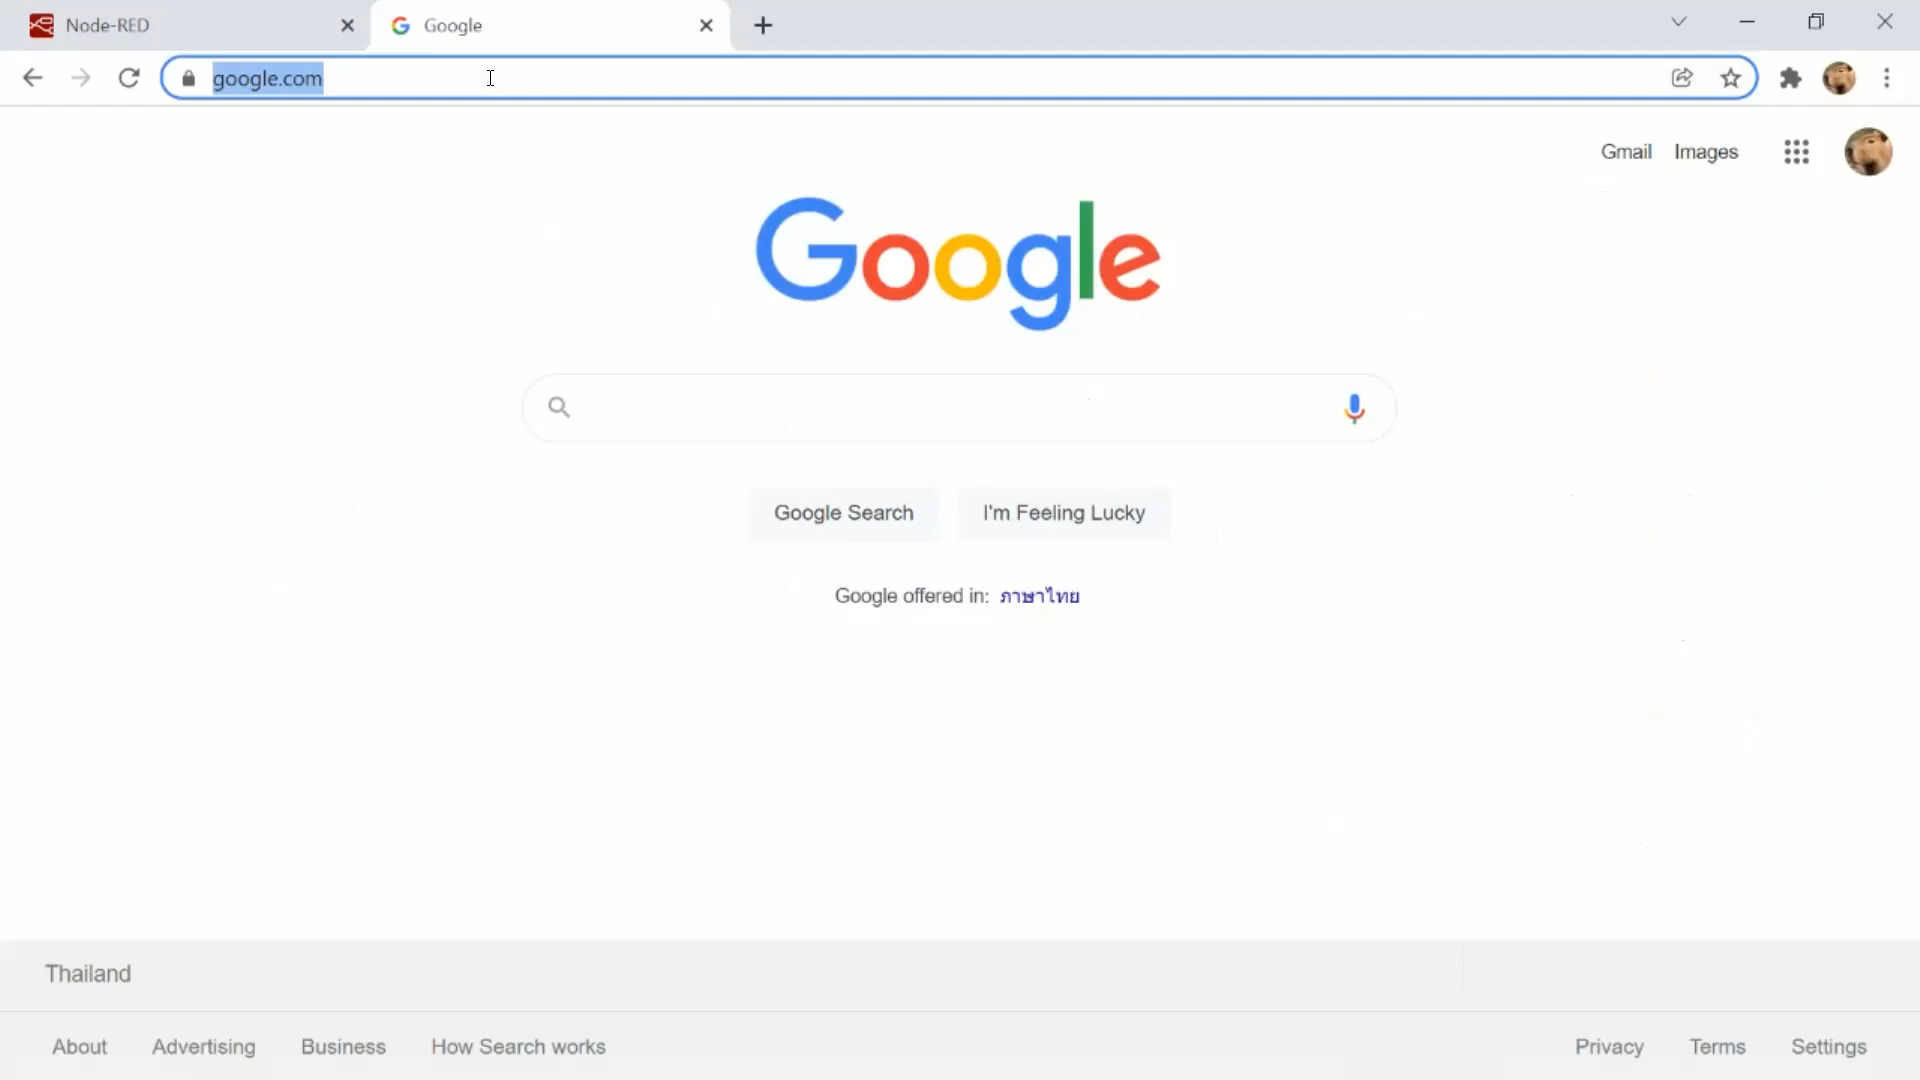 Node-RED
Google
google.com
Gmail Images
Google
Google Search I'm Feeling Lucky
Google offered in: ภาษาไทย
Thailand
About Advertising Business How Search works
Privacy Terms Settings